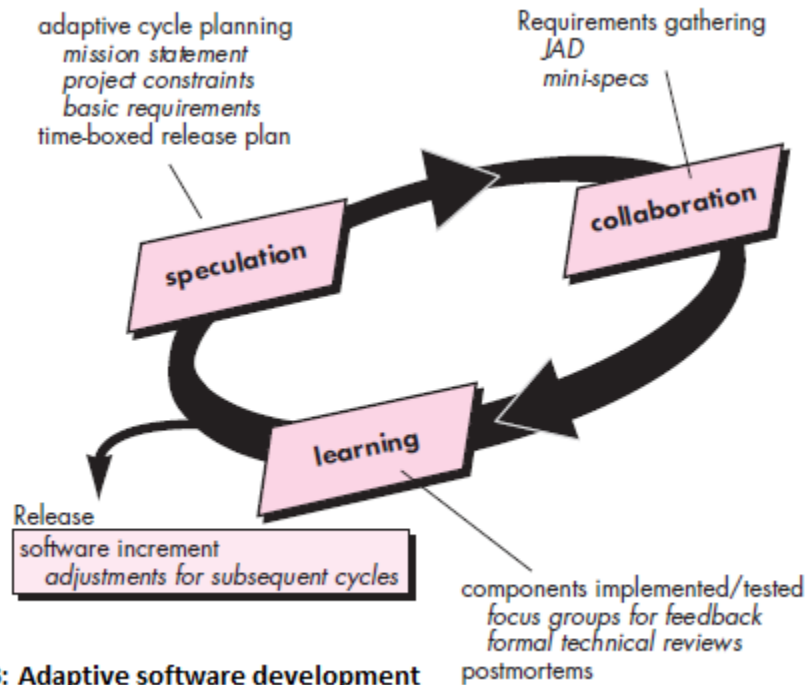 adaptive cycle planning
mission statement
project constraints
basic requirements
time-boxed release plan
Requirements gathering
JAD
mini-specs
speculation
collaboration
learning
Release
software increment
adjustments for subsequent cycles
components implemented/tested
focus groups for feedback
formal technical reviews
postmortems
: Adaptive software development